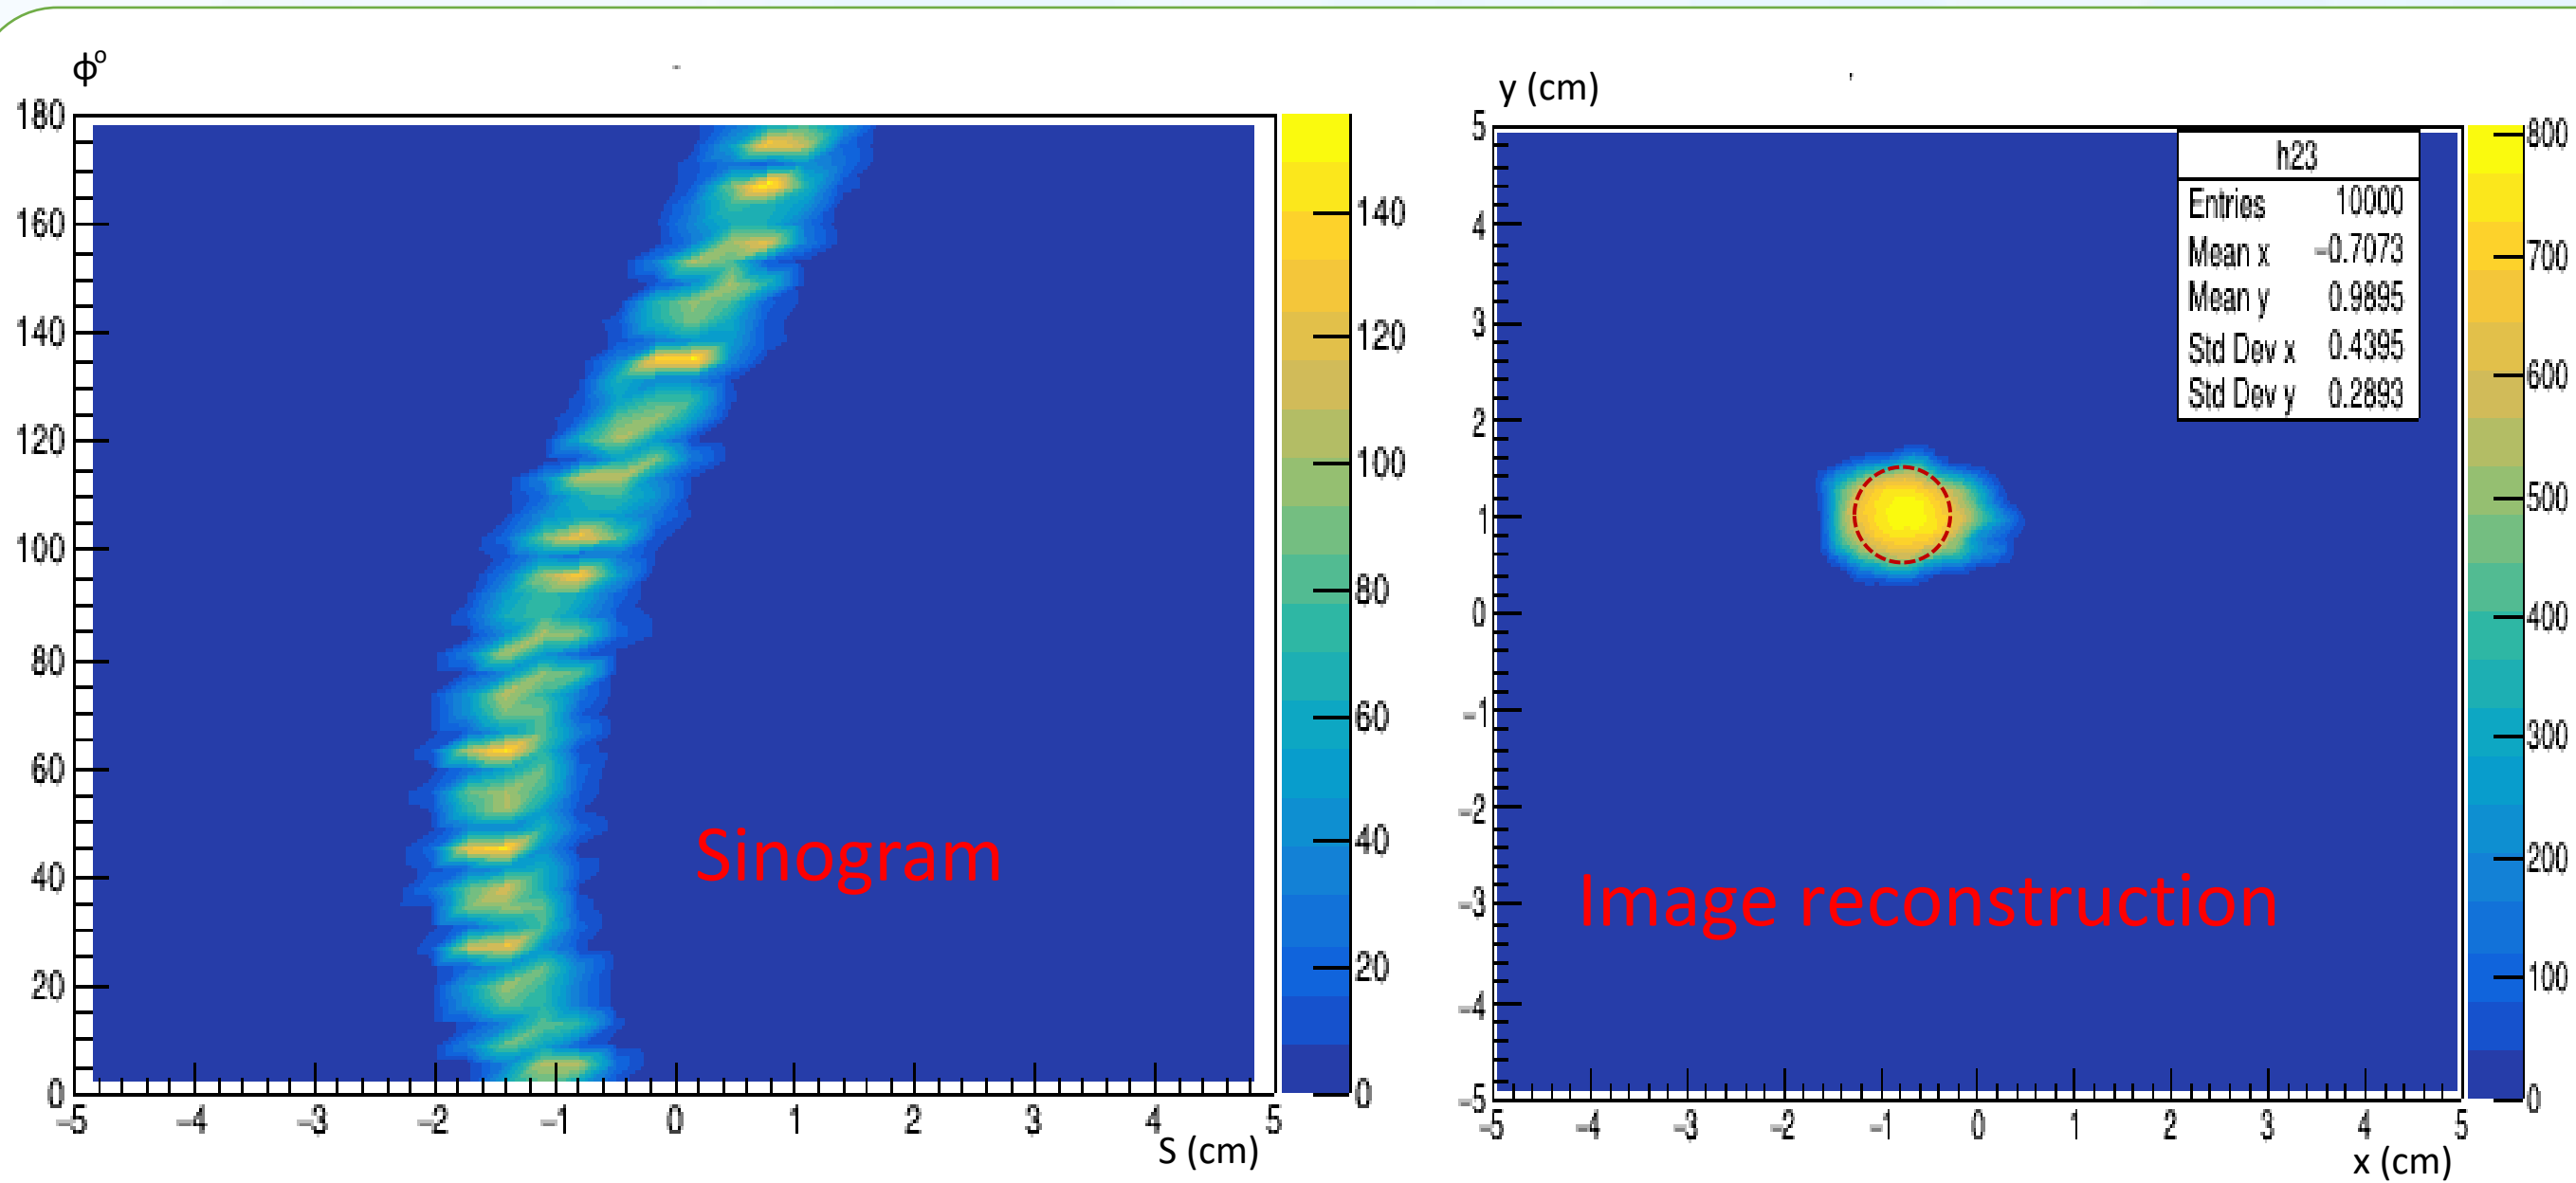 ϕº
180
160
140
120
100
80
60
40
20
0
-5 -4 -3 -2 -1 0 1 2 3 4 5
S (cm)
140
120
100
80
60
40
20
0
Sinogram
y (cm)
5
4
3
2
1
0
-1
-2
-3
-4
-5
-5 -4 -3 -2 -1 0 1 2 3 4 5
x (cm)
h23
Entries 10000
Mean x -0.7073
Mean y 0.9895
Std Dev x 0.4395
Std Dev y 0.2893
Image reconstruction
800
700
600
500
400
300
200
100
0